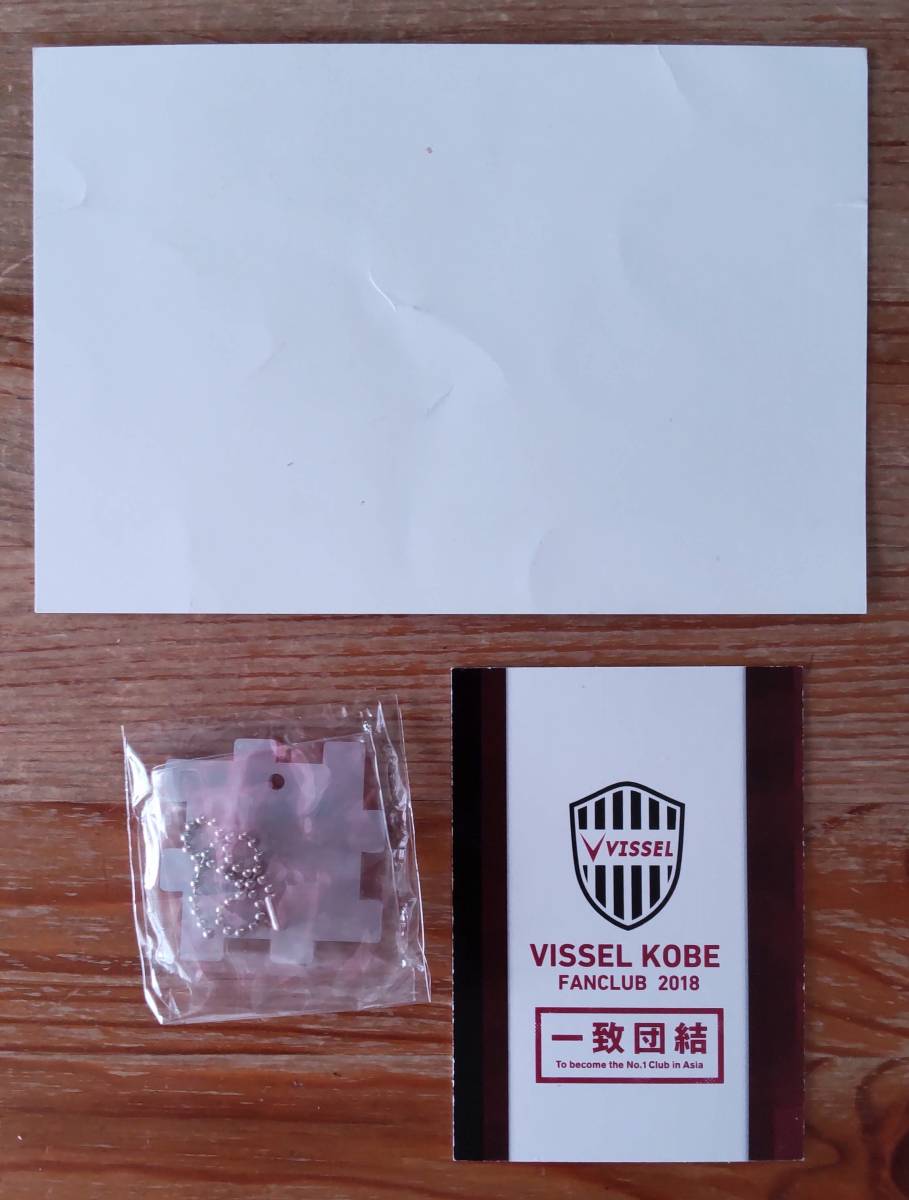 VISSEL
VISSEL KOBE
FANCLUB 2018
一致団結
To become the No.1 Club in Asia